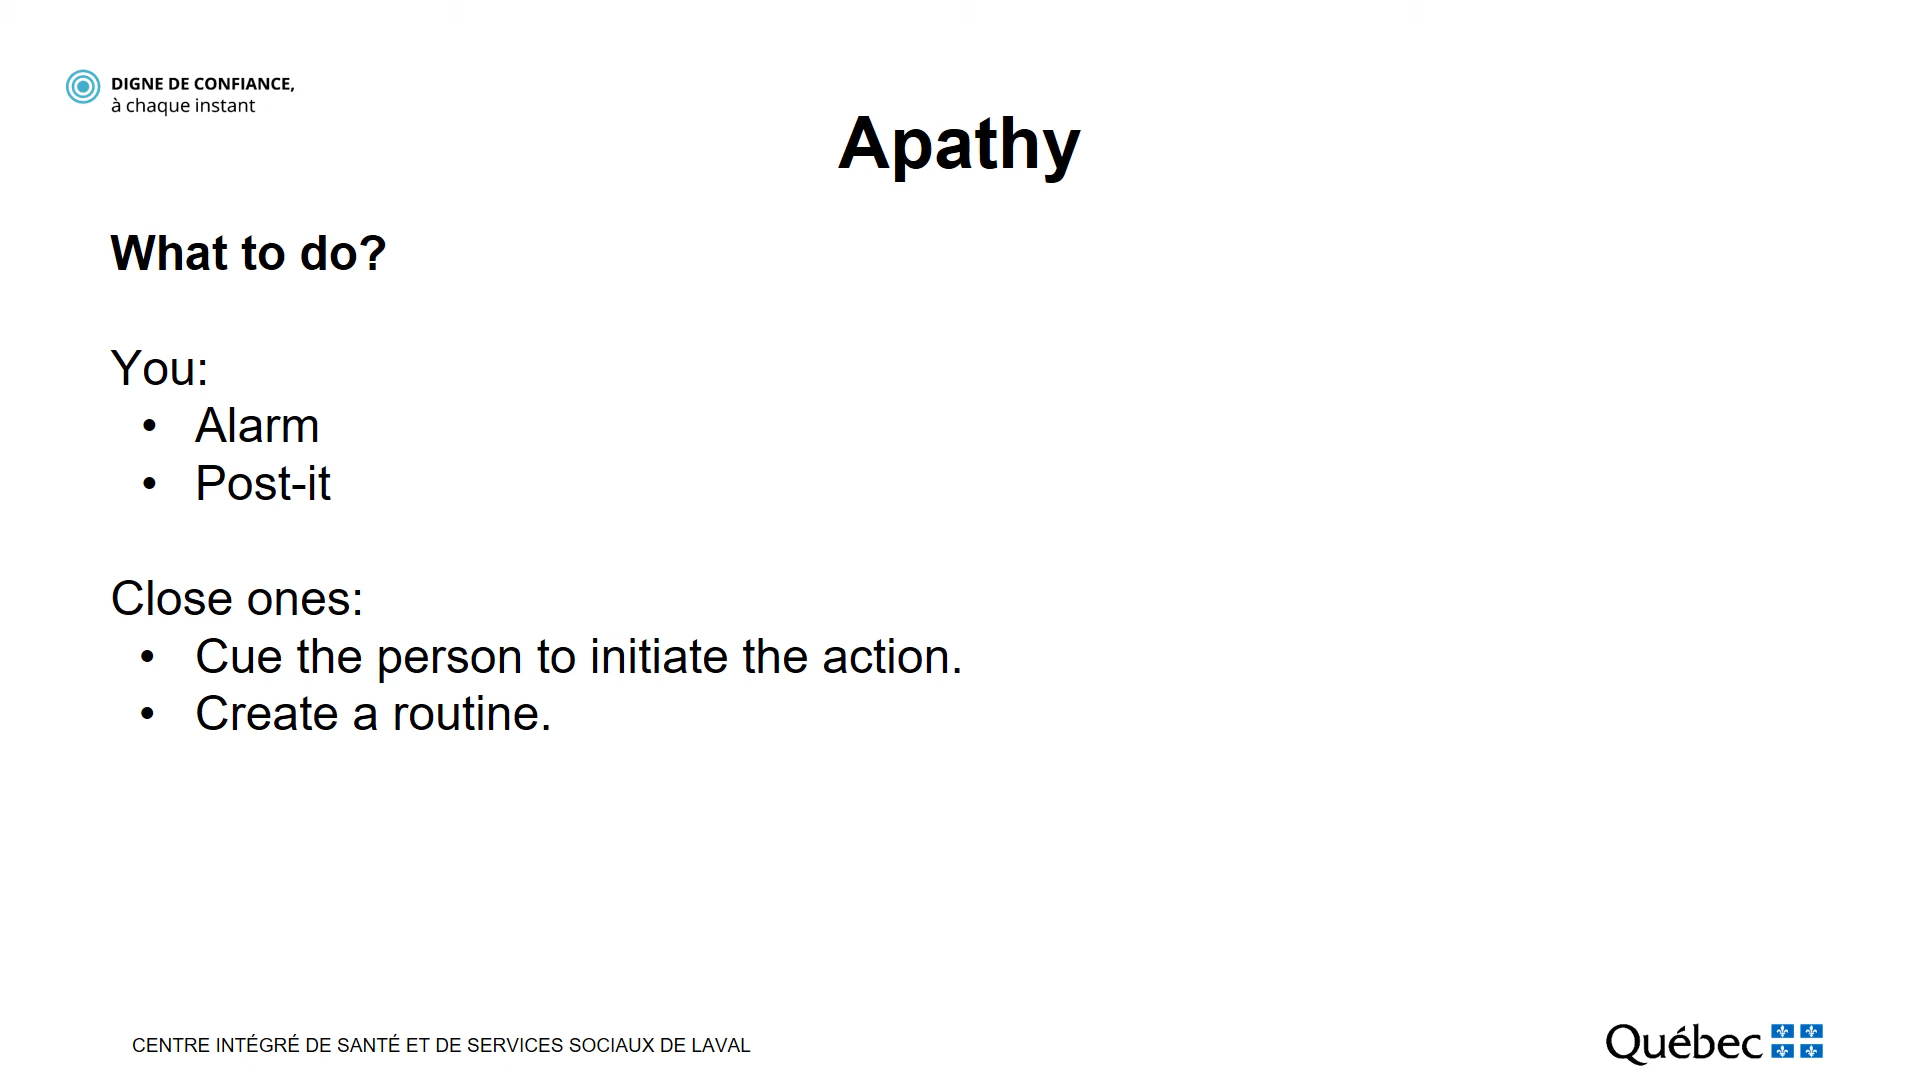 DIGNE DE CONFIANCE,
à chaque instant
Apathy
What to do?
You:
• Alarm
• Post-it
Close ones:
• Cue the person to initiate the action.
• Create a routine.
CENTRE INTÉGRÉ DE SANTÉ ET DE SERVICES SOCIAUX DE LAVAL
Québec